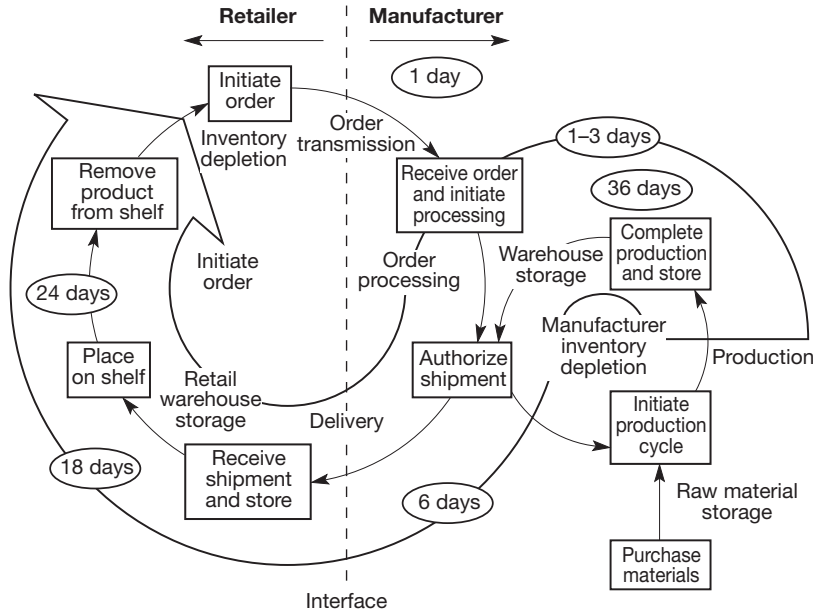 Retailer
Manufacturer
Initiate
order
1 day
Inventory
depletion
Order
transmission
1–3 days
Remove
product
from shelf
Receive order
and initiate
processing
36 days
Complete
production
and store
Initiate
order
Order
processing
Warehouse
storage
24 days
Place
on shelf
Authorize
shipment
Manufacturer
inventory
depletion
Production
Retail
warehouse
storage
Delivery
Initiate
production
cycle
18 days
Receive
shipment
and store
6 days
Raw material
storage
Purchase
materials
Interface